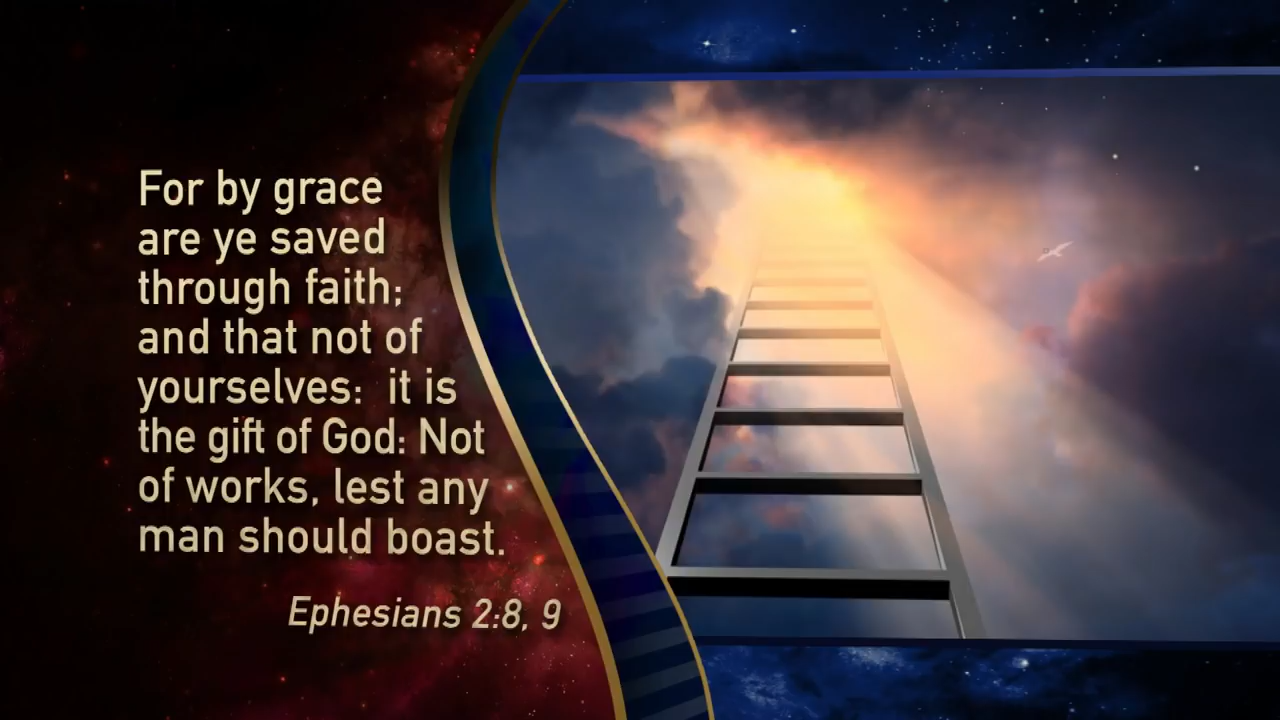 For by grace
are ye saved
through faith;
and that not of
yourselves:  it is
the gift of God: Not
of works, lest any
man should boast.
Ephesians 2:8, 9